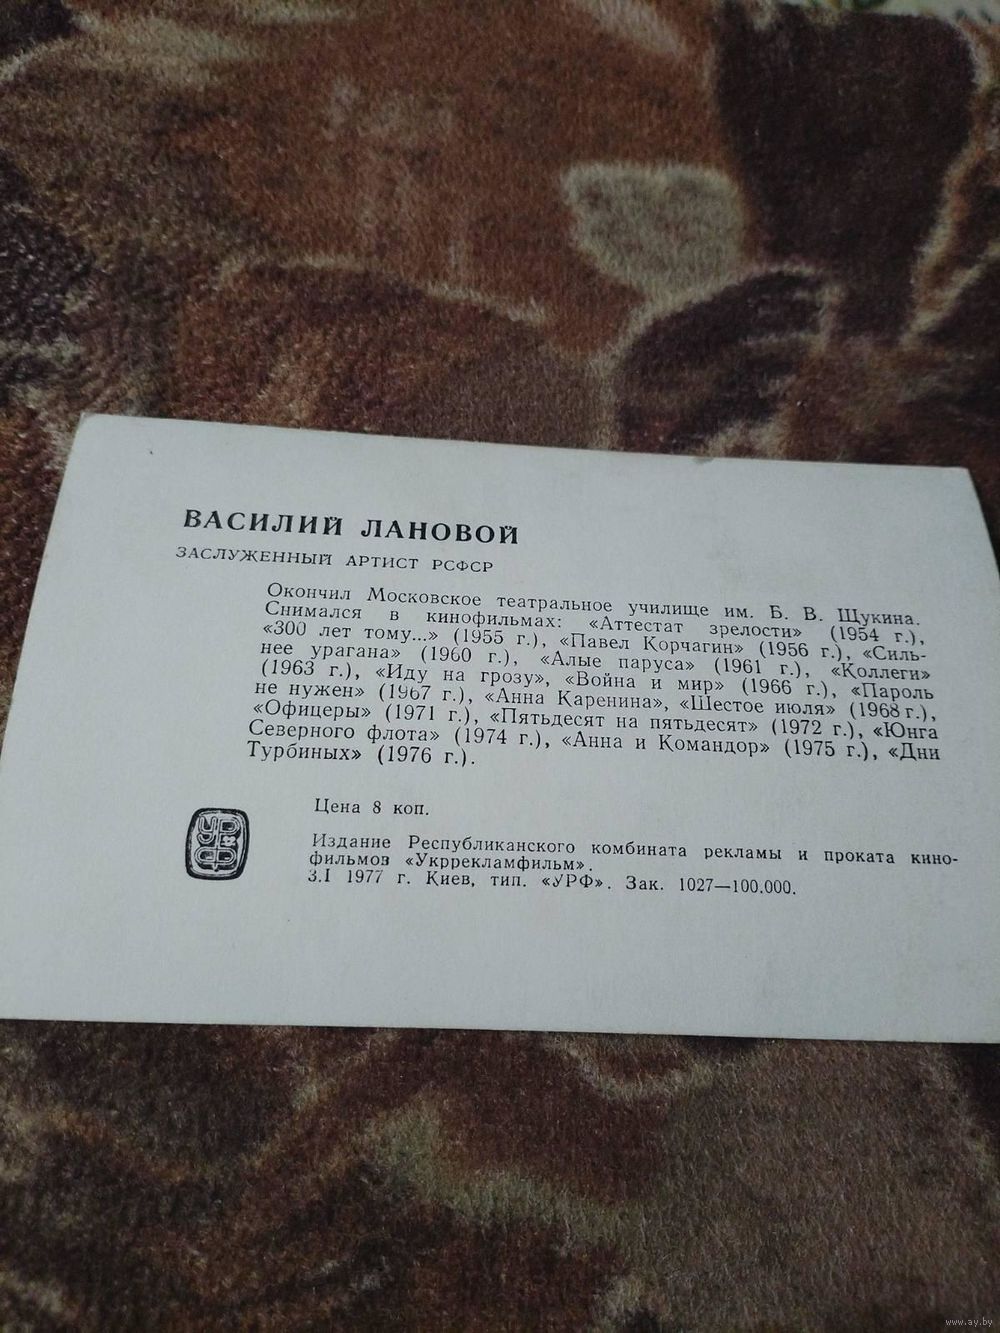 ВАСИЛИЙ ЛАНОВОЙ
ЗАСЛУЖЕННЫЙ АРТИСТ РСФСР
Окончил Московское театральное училище им. Б. В. Щукина.
Снимался в кинофильмах: «Аттестат зрелости» (1954 г.),
«300 лет тому...» (1955 г.), «Павел Корчагин» (1956 г.), «Силь-
нее урагана» (1960 г.), «Алые паруса» (1961 г.), «Коллеги»
(1963 г.), «Иду на грозу», «Война и мир» (1966 г.), «Пароль
не нужен» (1967 г.), «Анна Каренина», «Шестое июля» (1968 г.),
«Офицеры» (1971 г.), «Пятьдесят на пятьдесят» (1972 г.), «Юнга
Северного флота» (1974 г.), «Анна и Командор» (1975 г.), «Дни
Турбиных» (1976 г.).
Цена 8 коп.
УРФ
Издание Республиканского комбината рекламы и проката кино-
фильмов «Укррекламфильм».
3.I 1977 г. Киев, тип. «УРФ». Зак. 1027—100.000.
www.ay.by